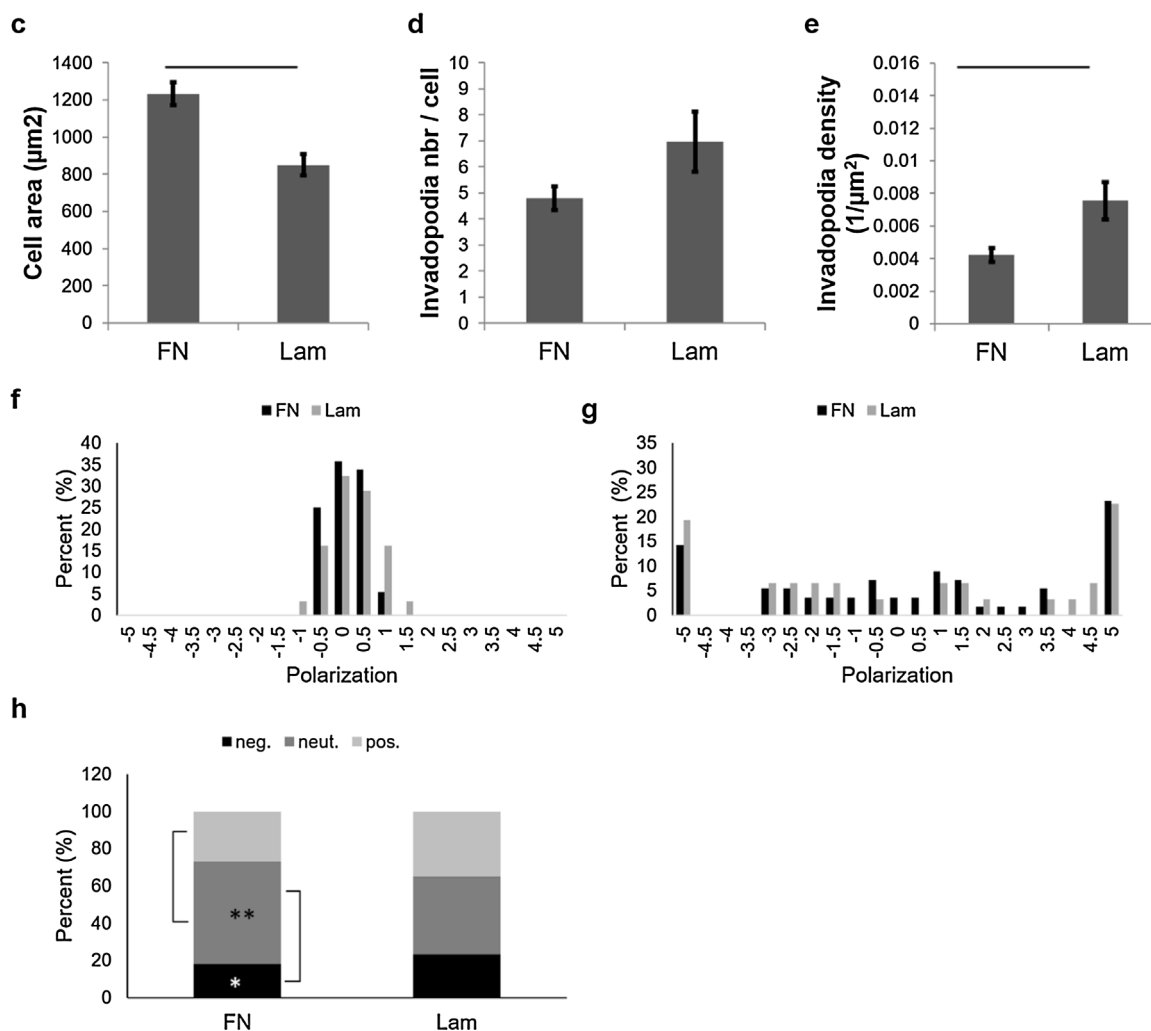 c
1400
1200
1000
800
600
400
200
0
Cell area (µm2)
FN Lam
d
10
9
8
7
6
5
4
3
2
1
0
Invadopodia nbr / cell
FN Lam
e
0.016
0.014
0.012
0.01
0.008
0.006
0.004
0.002
0
Invadopodia density
(1/µm²)
FN Lam
f
FN Lam
40
35
30
25
20
15
10
5
0
Percent (%)
-5 -4.5 -4 -3.5 -3 -2.5 -2 -1.5 -1 -0.5 0 0.5 1 1.5 2 2.5 3 3.5 4 4.5 5
Polarization
g
FN Lam
35
30
25
20
15
10
5
0
Percent (%)
-5 -4.5 -4 -3.5 -3 -2.5 -2 -1.5 -1 -0.5 0 0.5 1 1.5 2 2.5 3 3.5 4 4.5 5
Polarization
h
neg. neut. pos.
120
100
80
60
40
20
0
Percent (%)
**
*
FN Lam